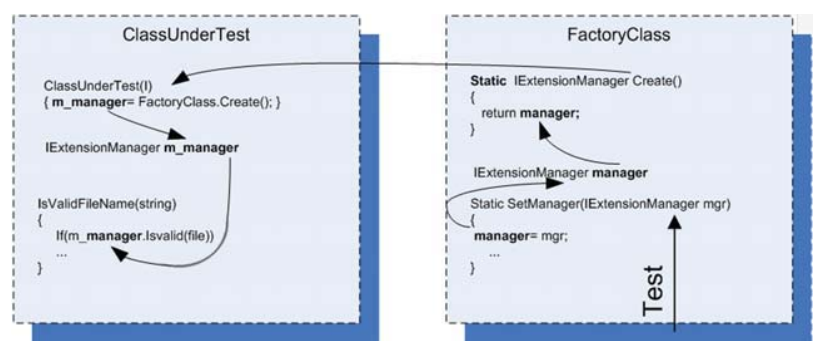 ClassUnderTest
ClassUnderTest(I)
{ m_manager= FactoryClass.Create(); }
IExtensionManager m_manager
IsValidFileName(string)
{
If(m_manager.Isvalid(file))
...
}
FactoryClass
Static IExtensionManager Create()
{
return manager;
}
IExtensionManager manager
Static SetManager(IExtensionManager mgr)
{
manager= mgr;
...
}
Test